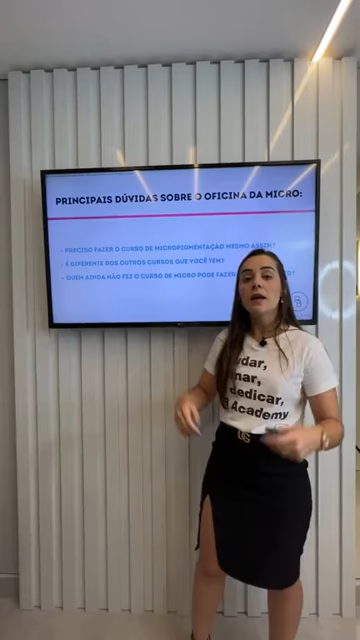 PRINCIPAIS DÚVIDAS SOBRE O OFICINA DA MICRO:
- PRECISO FAZER O CURSO DE MICROPIGMENTAÇÃO MESMO ASSIM?
- É DIFERENTE DOS OUTROS CURSOS QUE VOCÊ TEM?
- QUEM AINDA NÃO FEZ O CURSO DE MICRO PODE FAZER
udar,
nar,
dedicar,
Academy